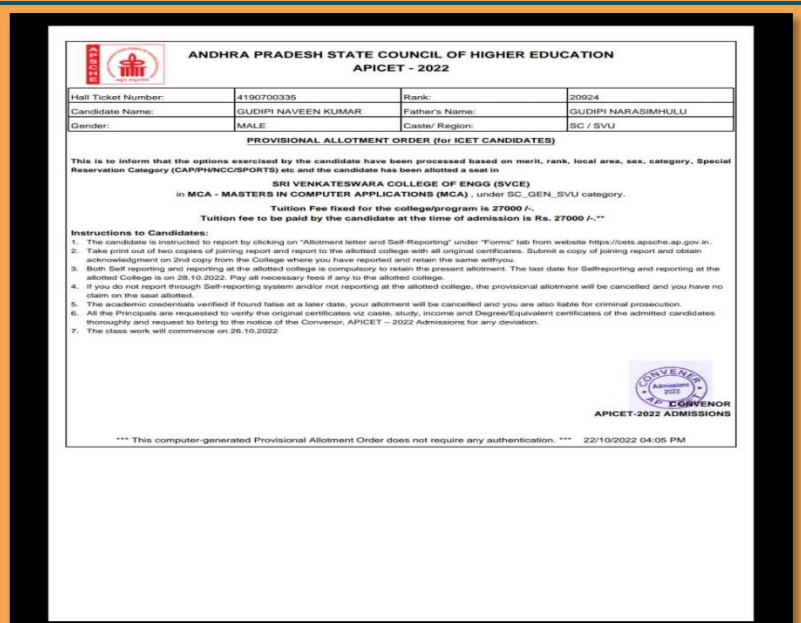 APSCHE
ANDHRA PRADESH STATE COUNCIL OF HIGHER EDUCATION
APICET - 2022
Hall Ticket Number: 4190700335 Rank: 20924
Candidate Name: GUDIPI NAVEEN KUMAR Father's Name: GUDIPI NARASIMHULU
Gender: MALE Caste/ Region: SC / SVU
PROVISIONAL ALLOTMENT ORDER (for ICET CANDIDATES)
This is to inform that the options exercised by the candidate have been processed based on merit, rank, local area, sex, category, Special
Reservation Category (CAP/PH/NCC/SPORTS) etc and the candidate has been allotted a seat in
SRI VENKATESWARA COLLEGE OF ENGG (SVCE)
in MCA - MASTERS IN COMPUTER APPLICATIONS (MCA) , under SC_GEN_SVU category.
Tuition Fee fixed for the college/program is 27000 /-.
Tuition fee to be paid by the candidate at the time of admission is Rs. 27000 /-.**
Instructions to Candidates:
1. The candidate is instructed to report by clicking on "Allotment letter and Self-Reporting" under "Forms" tab from website https://cets.apsche.ap.gov.in.
2. Take print out of two copies of joining report and report to the allotted college with all original certificates. Submit a copy of joining report and obtain
acknowledgment on 2nd copy from the College where you have reported and retain the same withyou.
3. Both Self reporting and reporting at the allotted college is compulsory to retain the present allotment. The last date for Selfreporting and reporting at the
allotted College is on 28.10.2022. Pay all necessary fees if any to the allotted college.
4. If you do not report through Self-reporting system and/or not reporting at the allotted college, the provisional allotment will be cancelled and you have no
claim on the seat allotted.
5. The academic credentials verified if found false at a later date, your allotment will be cancelled and you are also liable for criminal prosecution.
6. All the Principals are requested to verify the original certificates viz caste, study, income and Degree/Equivalent certificates of the admitted candidates
thoroughly and request to bring to the notice of the Convenor, APICET – 2022 Admissions for any deviation.
7. The class work will commence on 26.10.2022
CONVENER
Admissions
2022
CONVENOR
APICET-2022 ADMISSIONS
*** This computer-generated Provisional Allotment Order does not require any authentication. *** 22/10/2022 04:05 PM